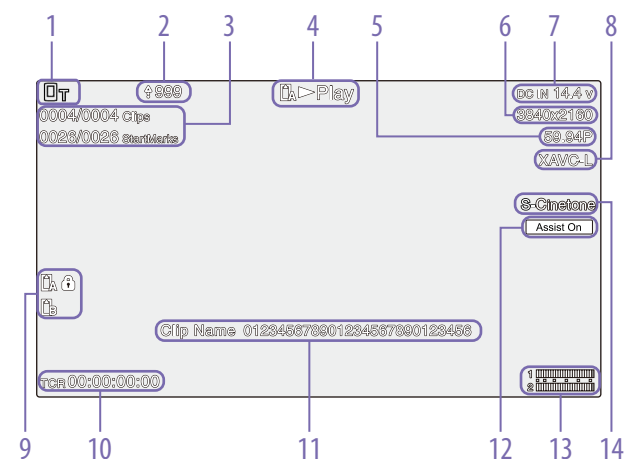 1 2 3 4 5 6 7 8
T 999 A Play DC IN 14.4 V
0004/0004 Clips 3840x2160
0026/0026 StartMarks 59.94P
XAVC-L
S-Cinetone
Assist On
A
B
Clip Name 01234567890123456789012345​6
TCR 00:00:00:00 1
2
9 10 11 12 13 14